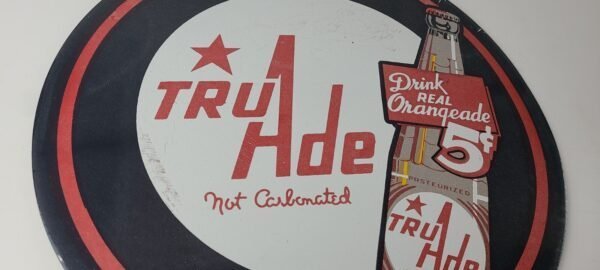 TRU Ade
Not Carbonated
Drink
REAL
Orangeade
5¢
PASTEURIZED
TRU Ade